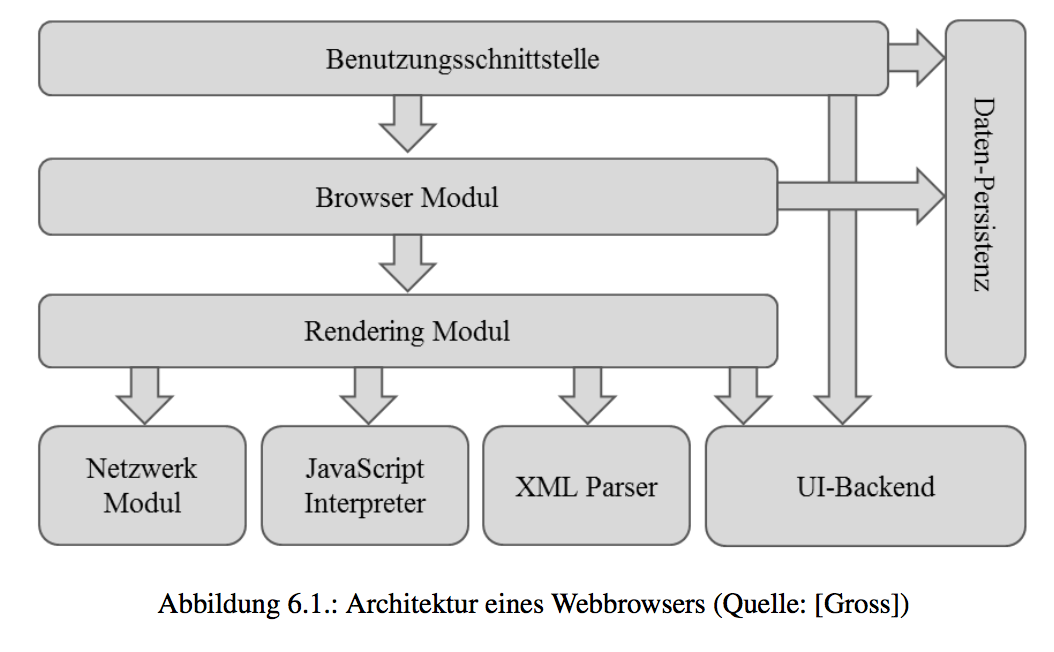 Benutzungsschnittstelle
Daten-Persistenz
Browser Modul
Rendering Modul
Netzwerk
Modul
JavaScript
Interpreter
XML Parser
UI-Backend
Abbildung 6.1.: Architektur eines Webbrowsers (Quelle: [Gross])